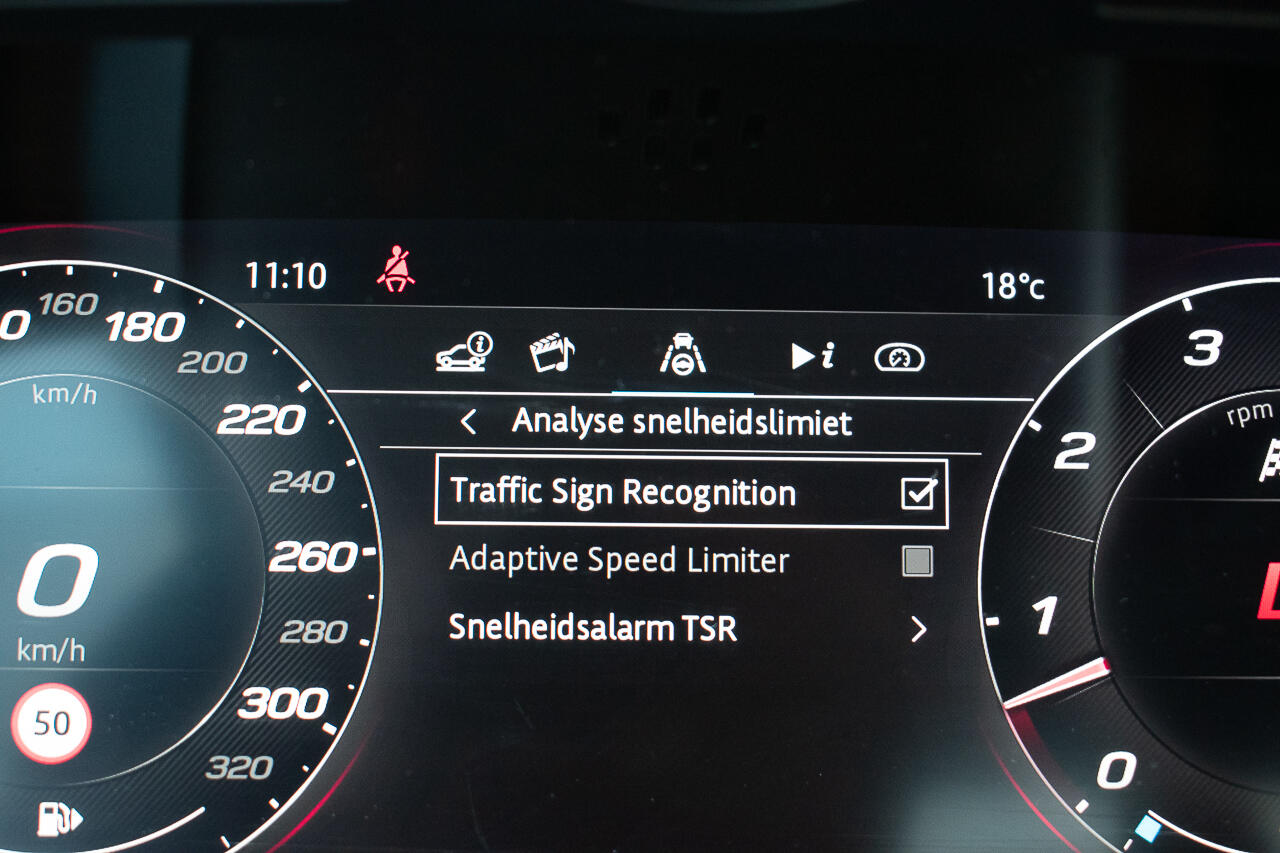 11:10
18°c
Analyse snelheidslimiet
Traffic Sign Recognition
Adaptive Speed Limiter
Snelheidsalarm TSR
160
180
200
220
240
260
280
300
320
km/h
0
km/h
50
3
2
1
0
rpm
i
i